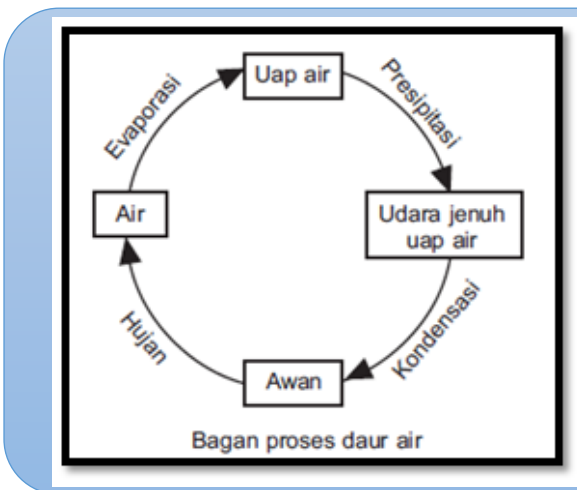 Uap air
Evaporasi
Presipitasi
Air
Udara jenuh
uap air
Hujan
Kondensasi
Awan
Bagan proses daur air